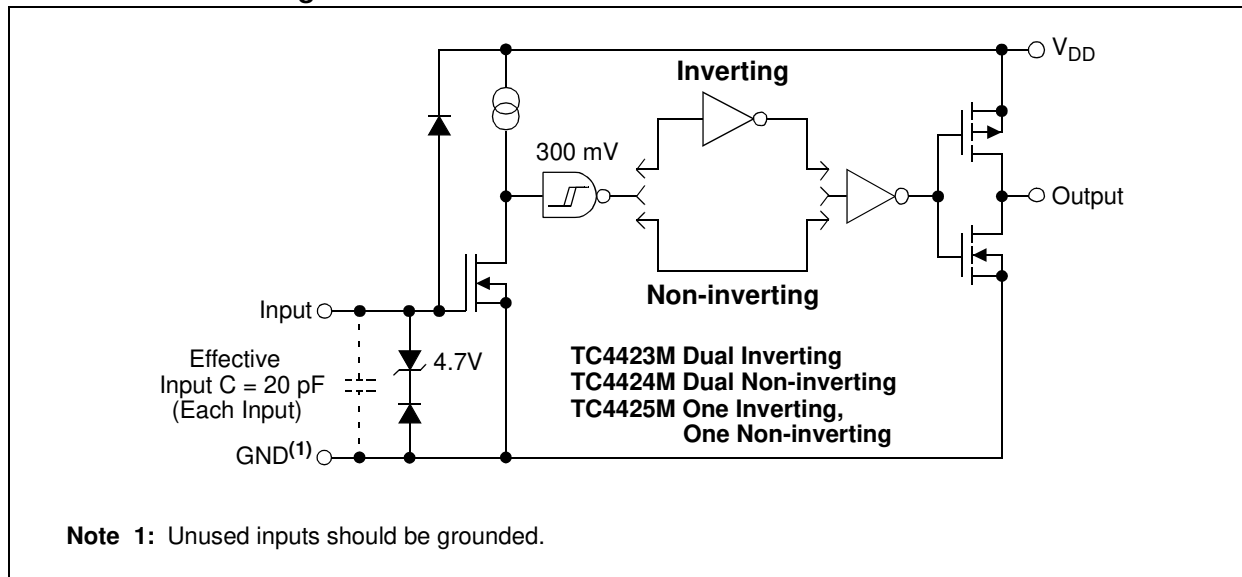 V_DD
Inverting
300 mV
Output
Non-inverting
Input
4.7V
Effective
Input C = 20 pF
(Each Input)
TC4423M Dual Inverting
TC4424M Dual Non-inverting
TC4425M One Inverting,
One Non-inverting
GND(1)
Note 1: Unused inputs should be grounded.